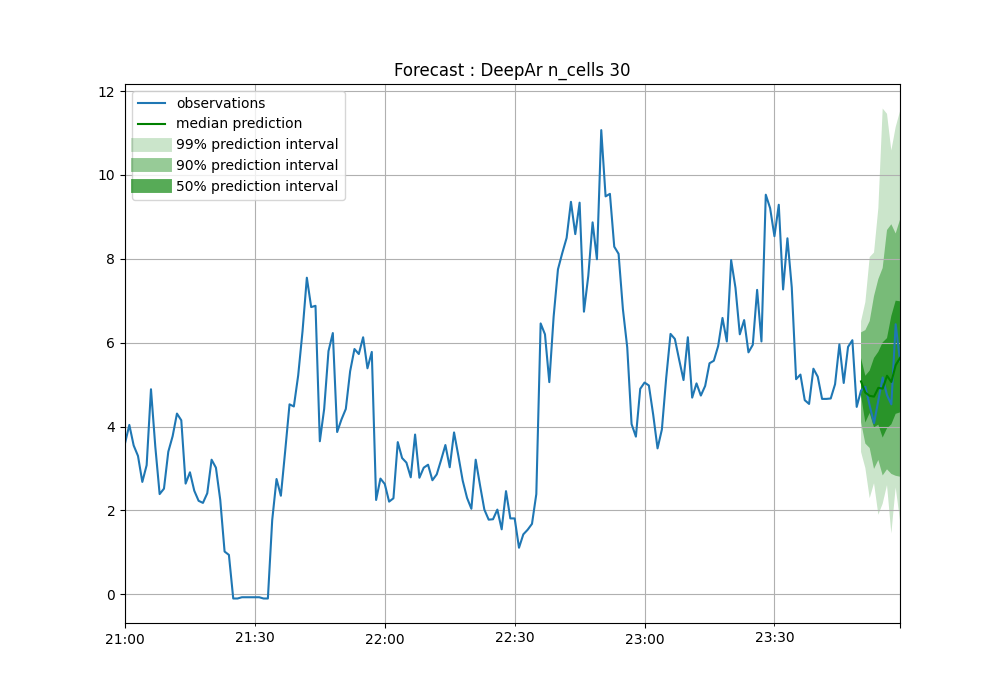 Forecast : DeepAr n_cells 30
12
10
8
6
4
2
0
observations
median prediction
99% prediction interval
90% prediction interval
50% prediction interval
21:00
21:30
22:00
22:30
23:00
23:30